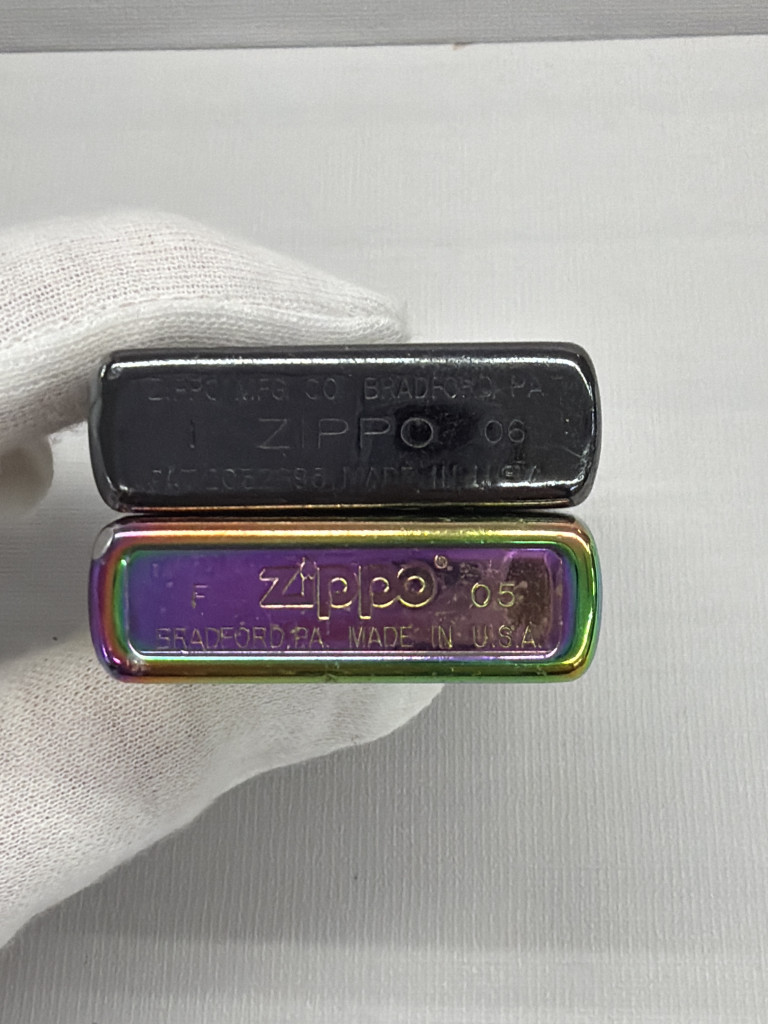 ZIPPO MFG. CO. BRADFORD, PA.
I ZIPPO 06
PAT. 2032695 MADE IN U.S.A.
F Zippo® 05
BRADFORD, PA. MADE IN U.S.A.